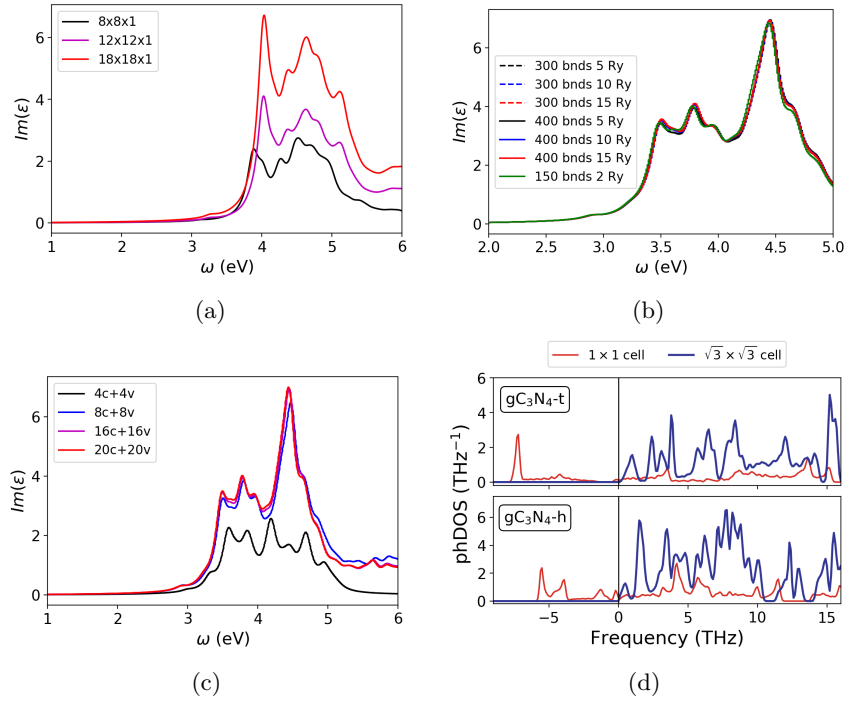 8x8x1
12x12x1
18x18x1
Im(ε)
0
2
4
6
1
2
3
4
5
6
ω (eV)
(a)
300 bnds 5 Ry
300 bnds 10 Ry
300 bnds 15 Ry
400 bnds 5 Ry
400 bnds 10 Ry
400 bnds 15 Ry
150 bnds 2 Ry
Im(ε)
0
2
4
6
2.0
2.5
3.0
3.5
4.0
4.5
5.0
ω (eV)
(b)
4c+4v
8c+8v
16c+16v
20c+20v
Im(ε)
0
2
4
6
1
2
3
4
5
6
ω (eV)
(c)
1 × 1 cell
√3 × √3 cell
gC₃N₄-t
0
2
4
6
gC₃N₄-h
0
2
4
6
phDOS (THz⁻¹)
−5
0
5
10
15
Frequency (THz)
(d)